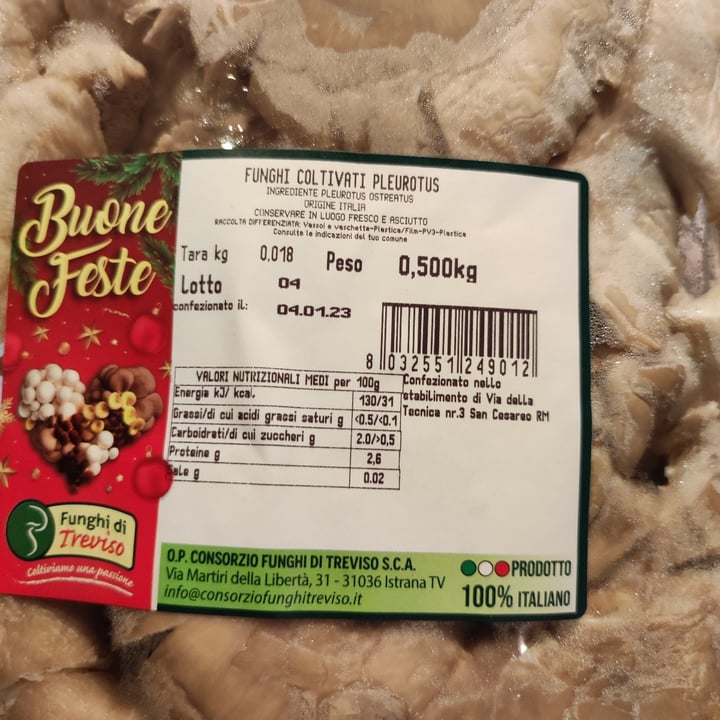 Buone
Feste
Funghi di
Treviso
Coltiviamo una passione
FUNGHI COLTIVATI PLEUROTUS
INGREDIENTE PLEUROTUS OSTREATUS
ORIGINE ITALIA
CONSERVARE IN LUOGO FRESCO E ASCIUTTO
RACCOLTA DIFFERENZIATA: Vassoi e vaschette-Plastica/Film-PV3-Plastica
Consulta le indicazioni del tuo comune
Tara kg 0,018 Peso 0,500kg
Lotto 04
confezionato il: 04.01.23
8 032551 249012
VALORI NUTRIZIONALI MEDI per 100g
Energia kJ/ kcal. 130/31
Grassi/di cui acidi grassi saturi g <0.5/<0.1
Carboidrati/di cui zuccheri g 2.0/>0,5
Proteine g 2,6
Sale g 0.02
Confezionato nello
stabilimento di Via della
Tecnica nr.3 San Cesareo RM
O.P. CONSORZIO FUNGHI DI TREVISO S.C.A.
Via Martiri della Libertà, 31 - 31036 Istrana TV
info@consorziofunghitreviso.it
PRODOTTO
100% ITALIANO